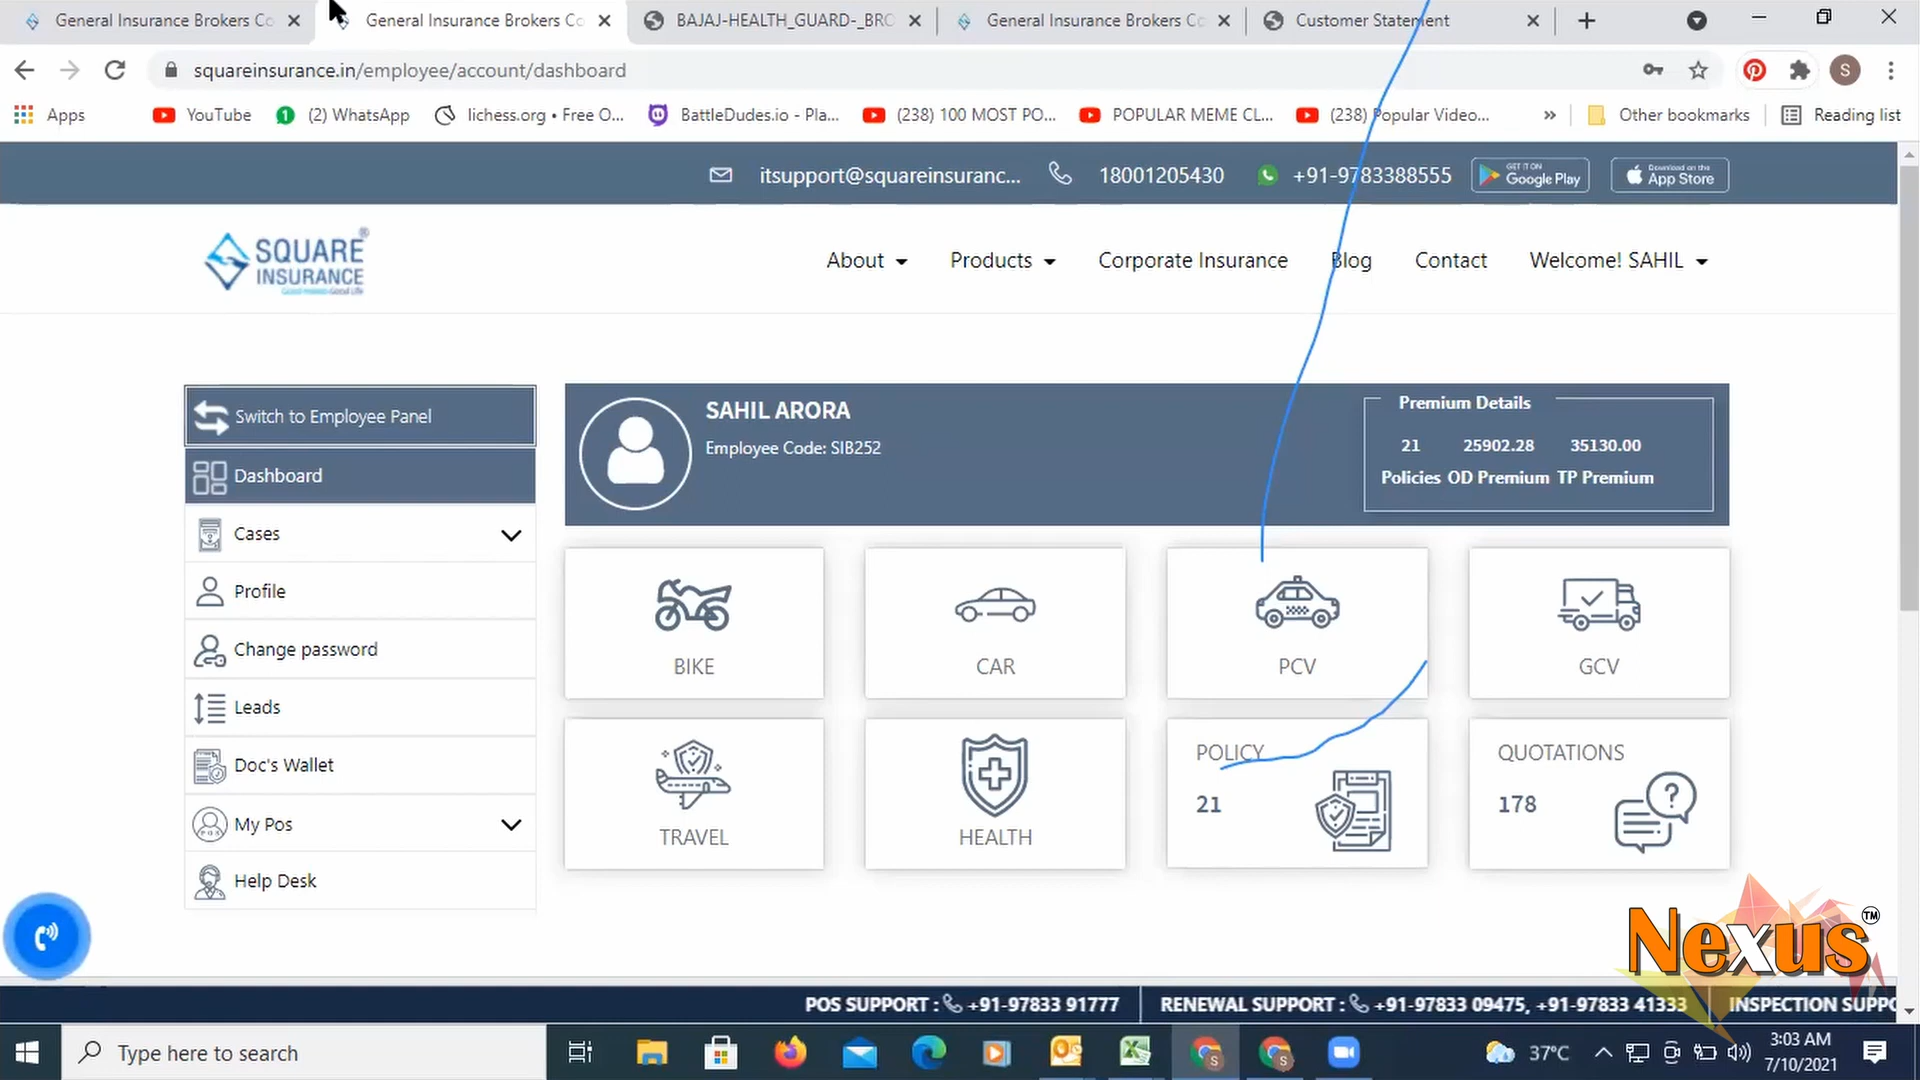 General Insurance Brokers Co
General Insurance Brokers Co
BAJAJ-HEALTH_GUARD-_BRO
General Insurance Brokers Co
Customer Statement
squareinsurance.in/employee/account/dashboard
S
Apps
YouTube
(2) WhatsApp
lichess.org • Free O...
BattleDudes.io - Pla...
(238) 100 MOST PO...
POPULAR MEME CL...
(238) Popular Video...
Other bookmarks
Reading list
itsupport@squareinsuranc...
18001205430
+91-9783388555
GET IT ON
Google Play
Download on the
App Store
SQUARE®
INSURANCE
About
Products
Corporate Insurance
Blog
Contact
Welcome! SAHIL
Switch to Employee Panel
Dashboard
Cases
Profile
Change password
Leads
Doc's Wallet
My Pos
Help Desk
SAHIL ARORA
Employee Code: SIB252
Premium Details
21 25902.28 35130.00
Policies OD Premium TP Premium
BIKE
CAR
PCV
GCV
TRAVEL
HEALTH
POLICY
21
QUOTATIONS
178
Nexus™
POS SUPPORT : +91-97833 91777
RENEWAL SUPPORT : +91-97833 09475, +91-97833 41333
INSPECTION SUPPO
Type here to search
37°C
3:03 AM
7/10/2021